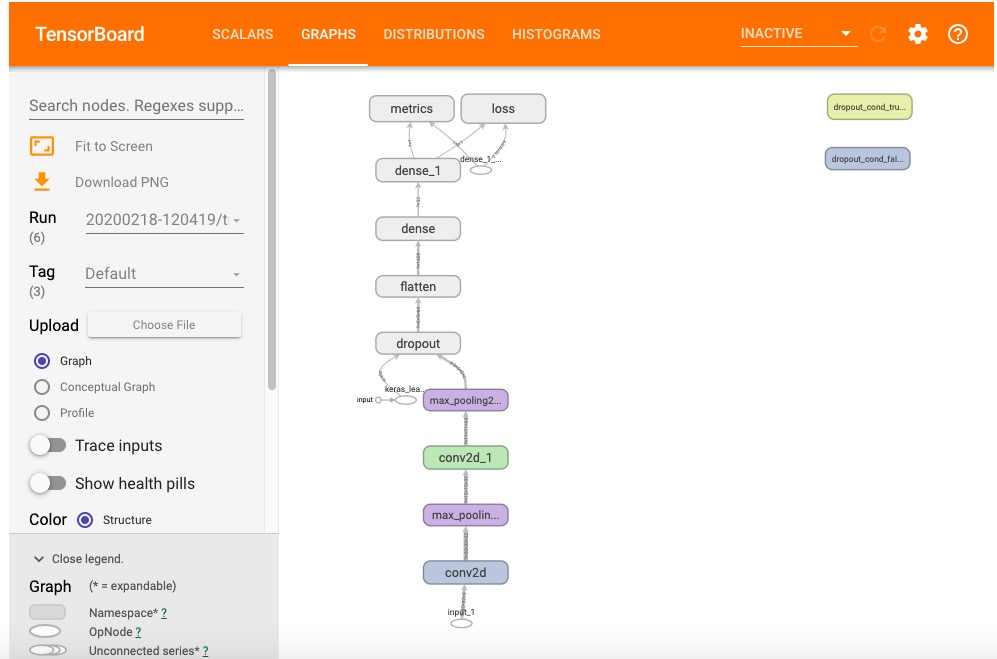 TensorBoard
SCALARS
GRAPHS
DISTRIBUTIONS
HISTOGRAMS
INACTIVE
Search nodes. Regexes supp...
Fit to Screen
Download PNG
Run
(6)
20200218-120419/t
Tag
(3)
Default
Upload
Choose File
Graph
Conceptual Graph
Profile
Trace inputs
Show health pills
Color
Structure
Close legend.
Graph
(* = expandable)
Namespace* ?
OpNode ?
Unconnected series* ?
metrics
loss
dense_1
dense_1_...
dense
flatten
dropout
keras_lea...
input
max_pooling2...
conv2d_1
max_poolin...
conv2d
input_1
dropout_cond_tru...
dropout_cond_fal...